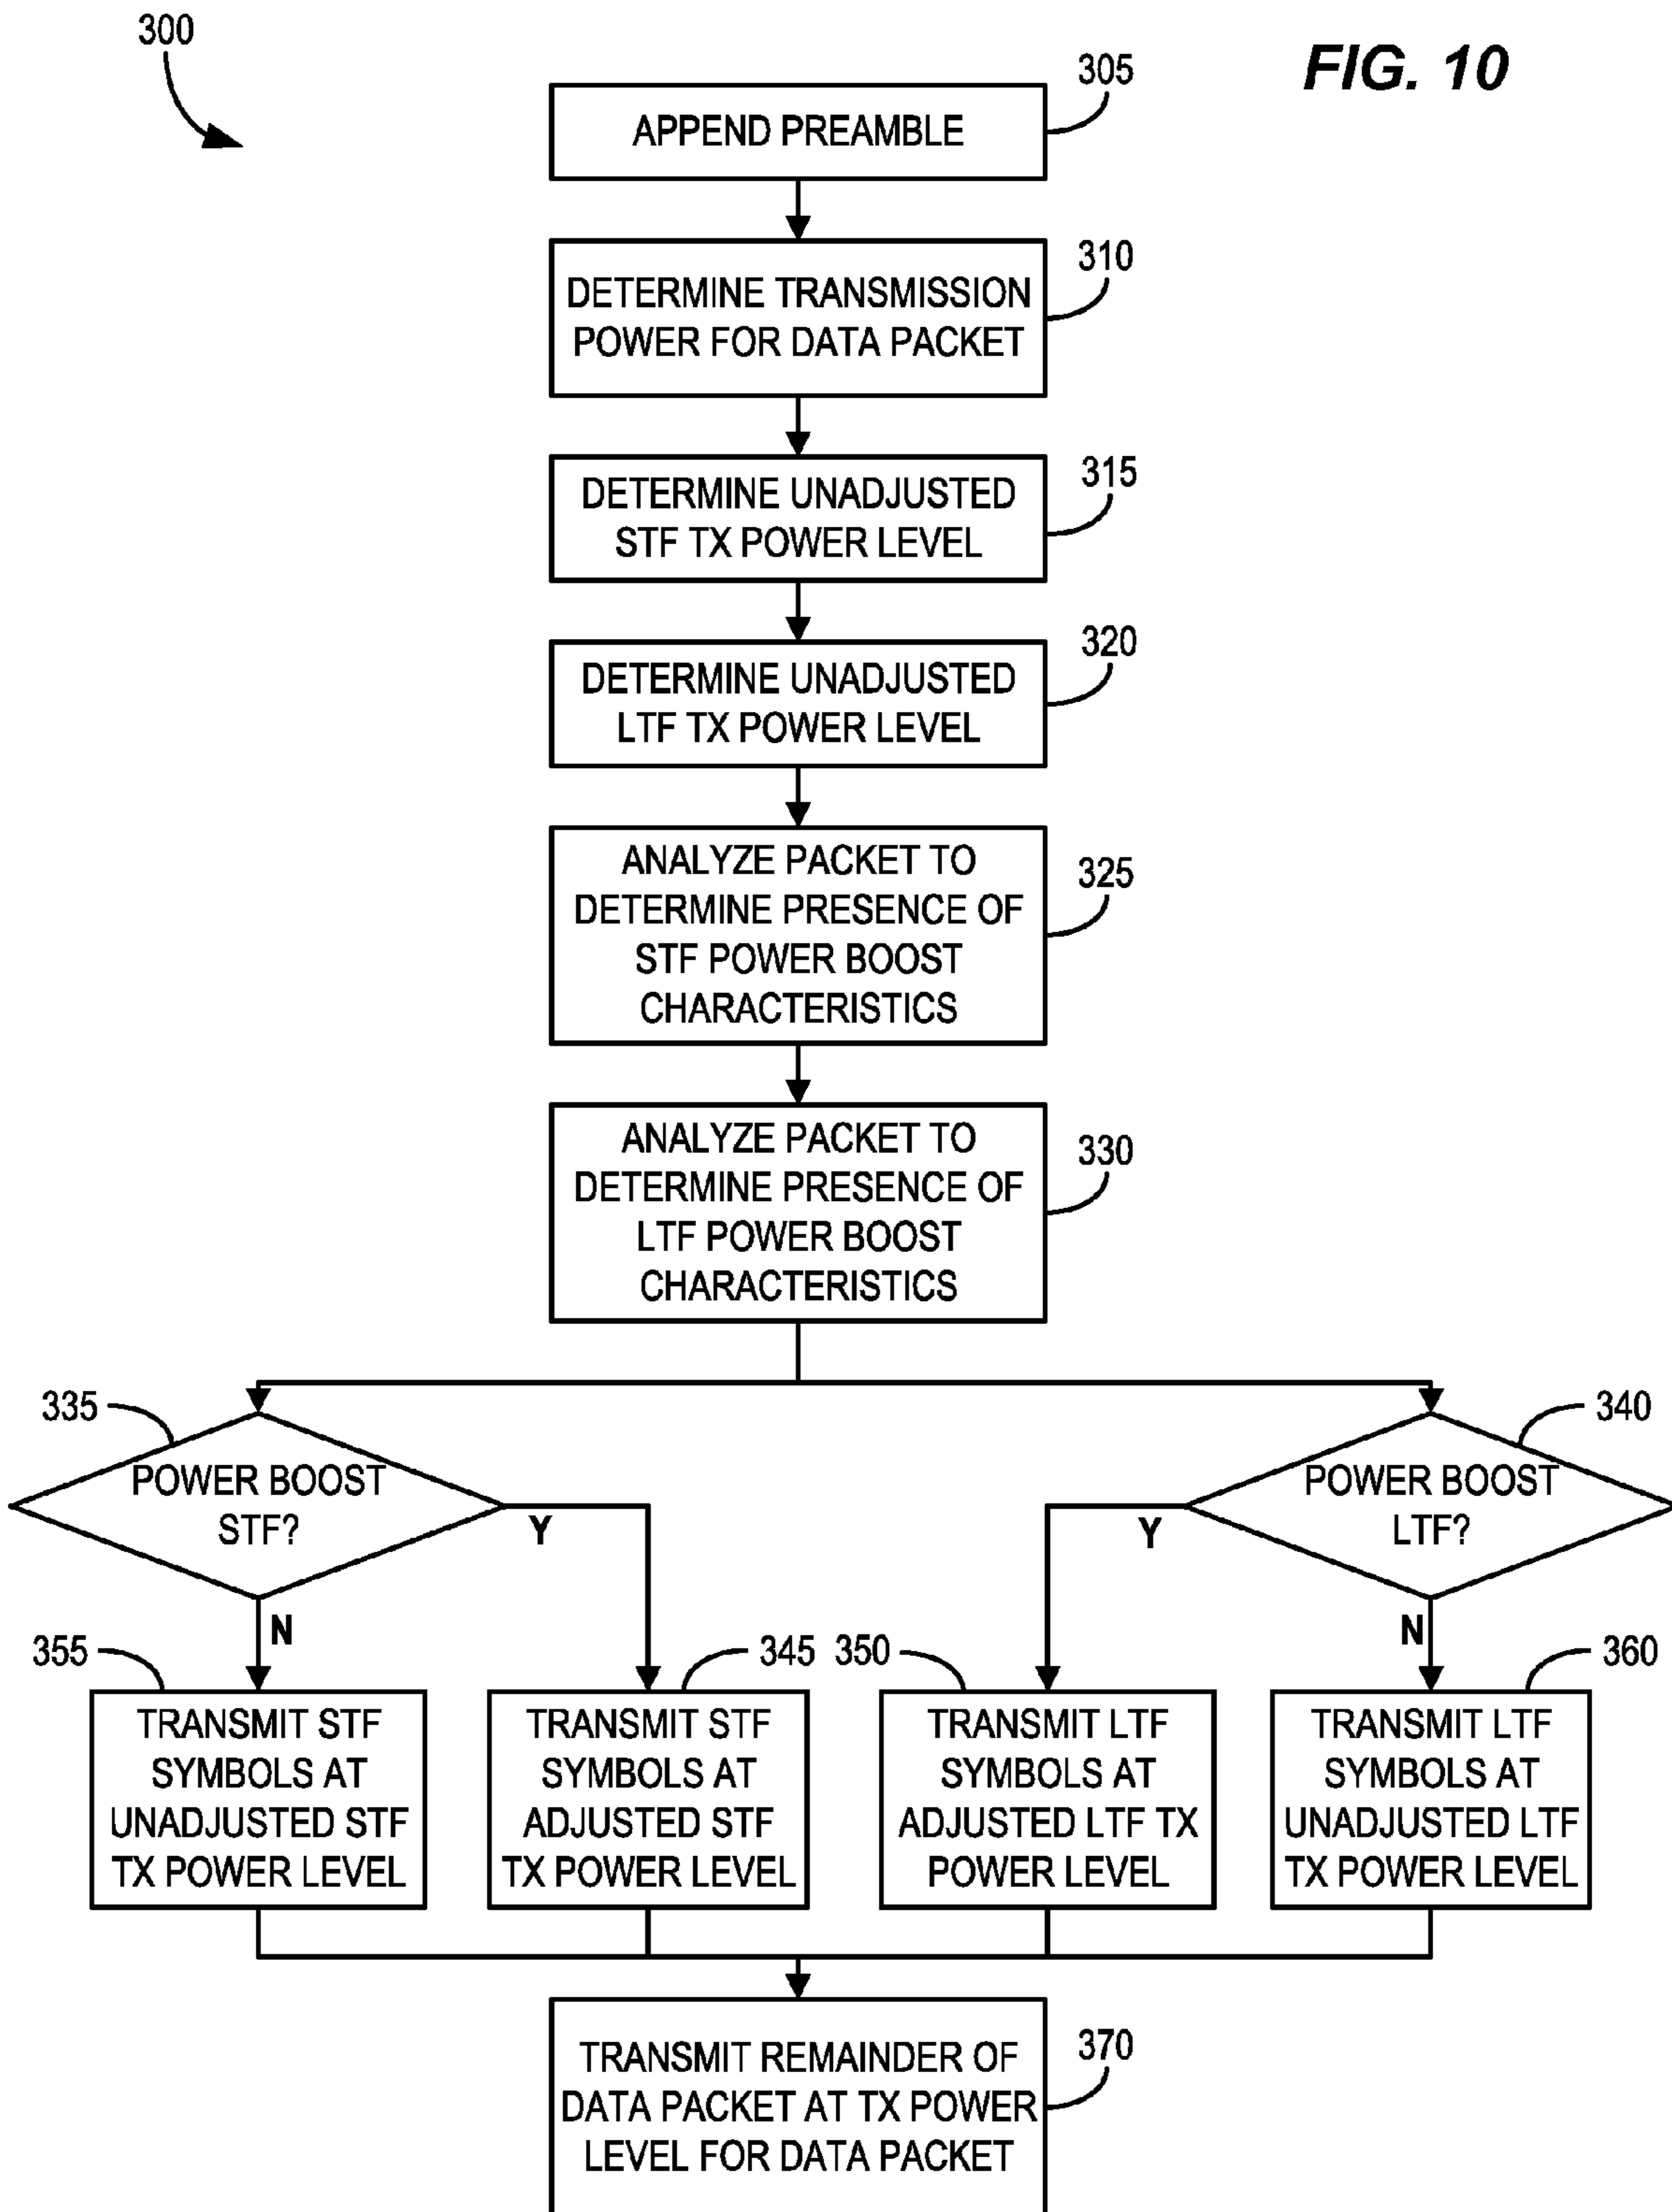 300
FIG. 10
305
APPEND PREAMBLE
310
DETERMINE TRANSMISSION
POWER FOR DATA PACKET
315
DETERMINE UNADJUSTED
STF TX POWER LEVEL
320
DETERMINE UNADJUSTED
LTF TX POWER LEVEL
325
ANALYZE PACKET TO
DETERMINE PRESENCE OF
STF POWER BOOST
CHARACTERISTICS
330
ANALYZE PACKET TO
DETERMINE PRESENCE OF
LTF POWER BOOST
CHARACTERISTICS
335
POWER BOOST
STF?
Y
N
340
POWER BOOST
LTF?
Y
N
355
TRANSMIT STF
SYMBOLS AT
UNADJUSTED STF
TX POWER LEVEL
345
TRANSMIT STF
SYMBOLS AT
ADJUSTED STF
TX POWER LEVEL
350
TRANSMIT LTF
SYMBOLS AT
ADJUSTED LTF TX
POWER LEVEL
360
TRANSMIT LTF
SYMBOLS AT
UNADJUSTED LTF
TX POWER LEVEL
370
TRANSMIT REMAINDER OF
DATA PACKET AT TX POWER
LEVEL FOR DATA PACKET